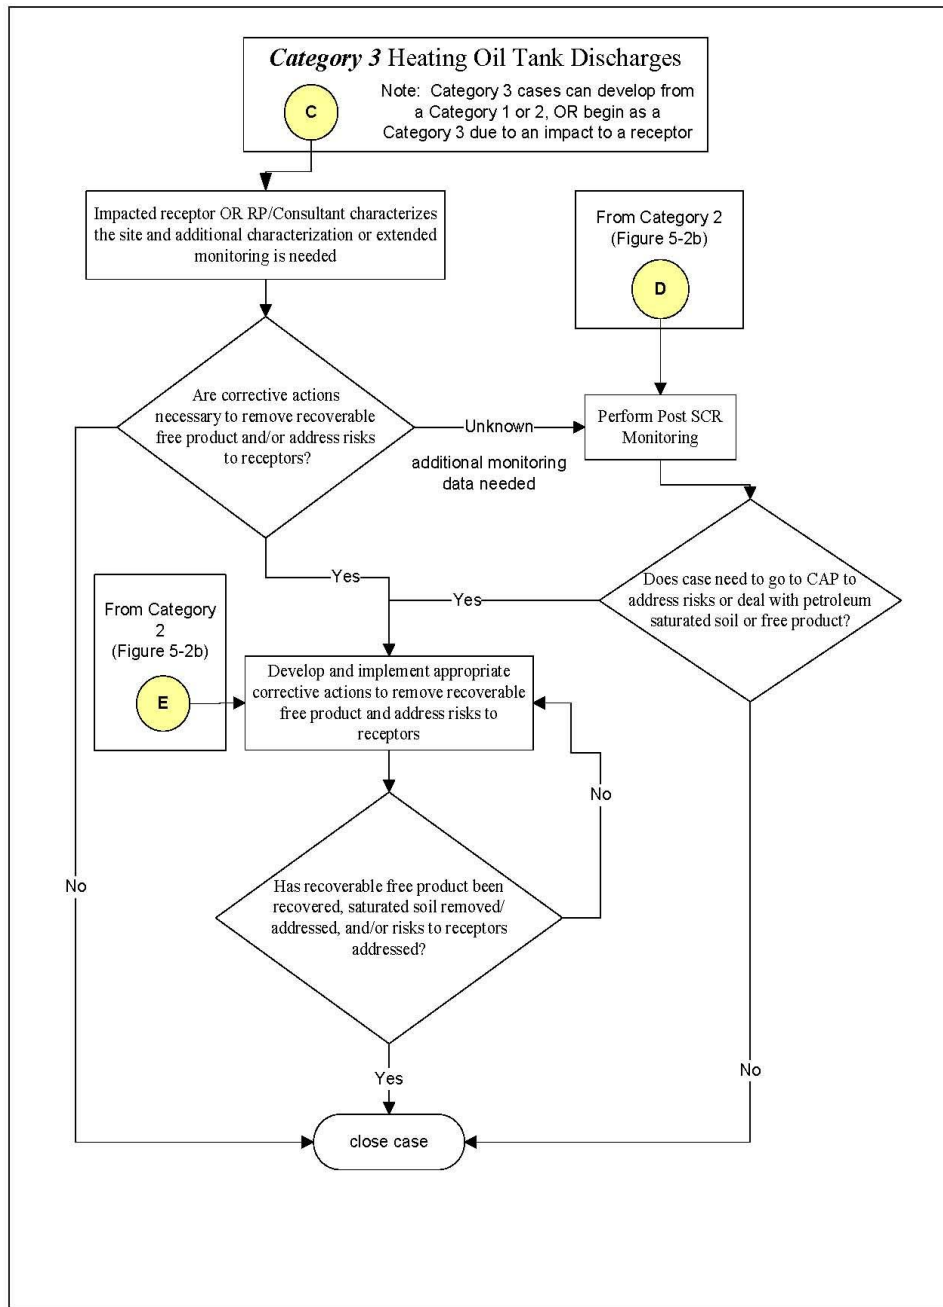 Category 3 Heating Oil Tank Discharges
C
Note: Category 3 cases can develop from
a Category 1 or 2, OR begin as a
Category 3 due to an impact to a receptor
Impacted receptor OR RP/Consultant characterizes
the site and additional characterization or extended
monitoring is needed
From Category 2
(Figure 5-2b)
D
Are corrective actions
necessary to remove recoverable
free product and/or address risks
to receptors?
Unknown
additional monitoring
data needed
Perform Post SCR
Monitoring
Yes
Yes
Does case need to go to CAP to
address risks or deal with petroleum
saturated soil or free product?
From Category
2
(Figure 5-2b)
E
Develop and implement appropriate
corrective actions to remove recoverable
free product and address risks to
receptors
No
No
Has recoverable free product been
recovered, saturated soil removed/
addressed, and/or risks to receptors
addressed?
Yes
No
close case